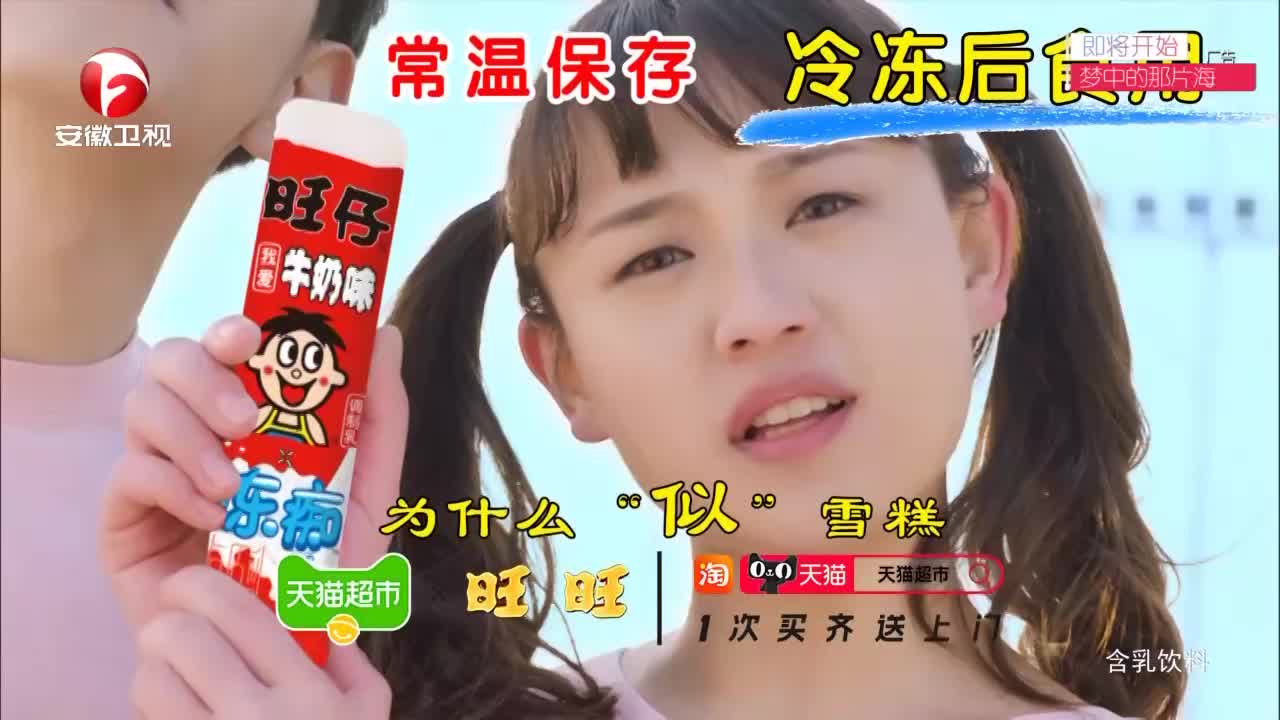 常温保存
冷冻后食用
即将开始
梦中的那片海
广告
安徽卫视
旺仔
我爱
牛奶味
调制乳
冻痴
为什么“似”雪糕
天猫超市
旺旺
淘
天猫
天猫超市
1次买齐送上门
含乳饮料